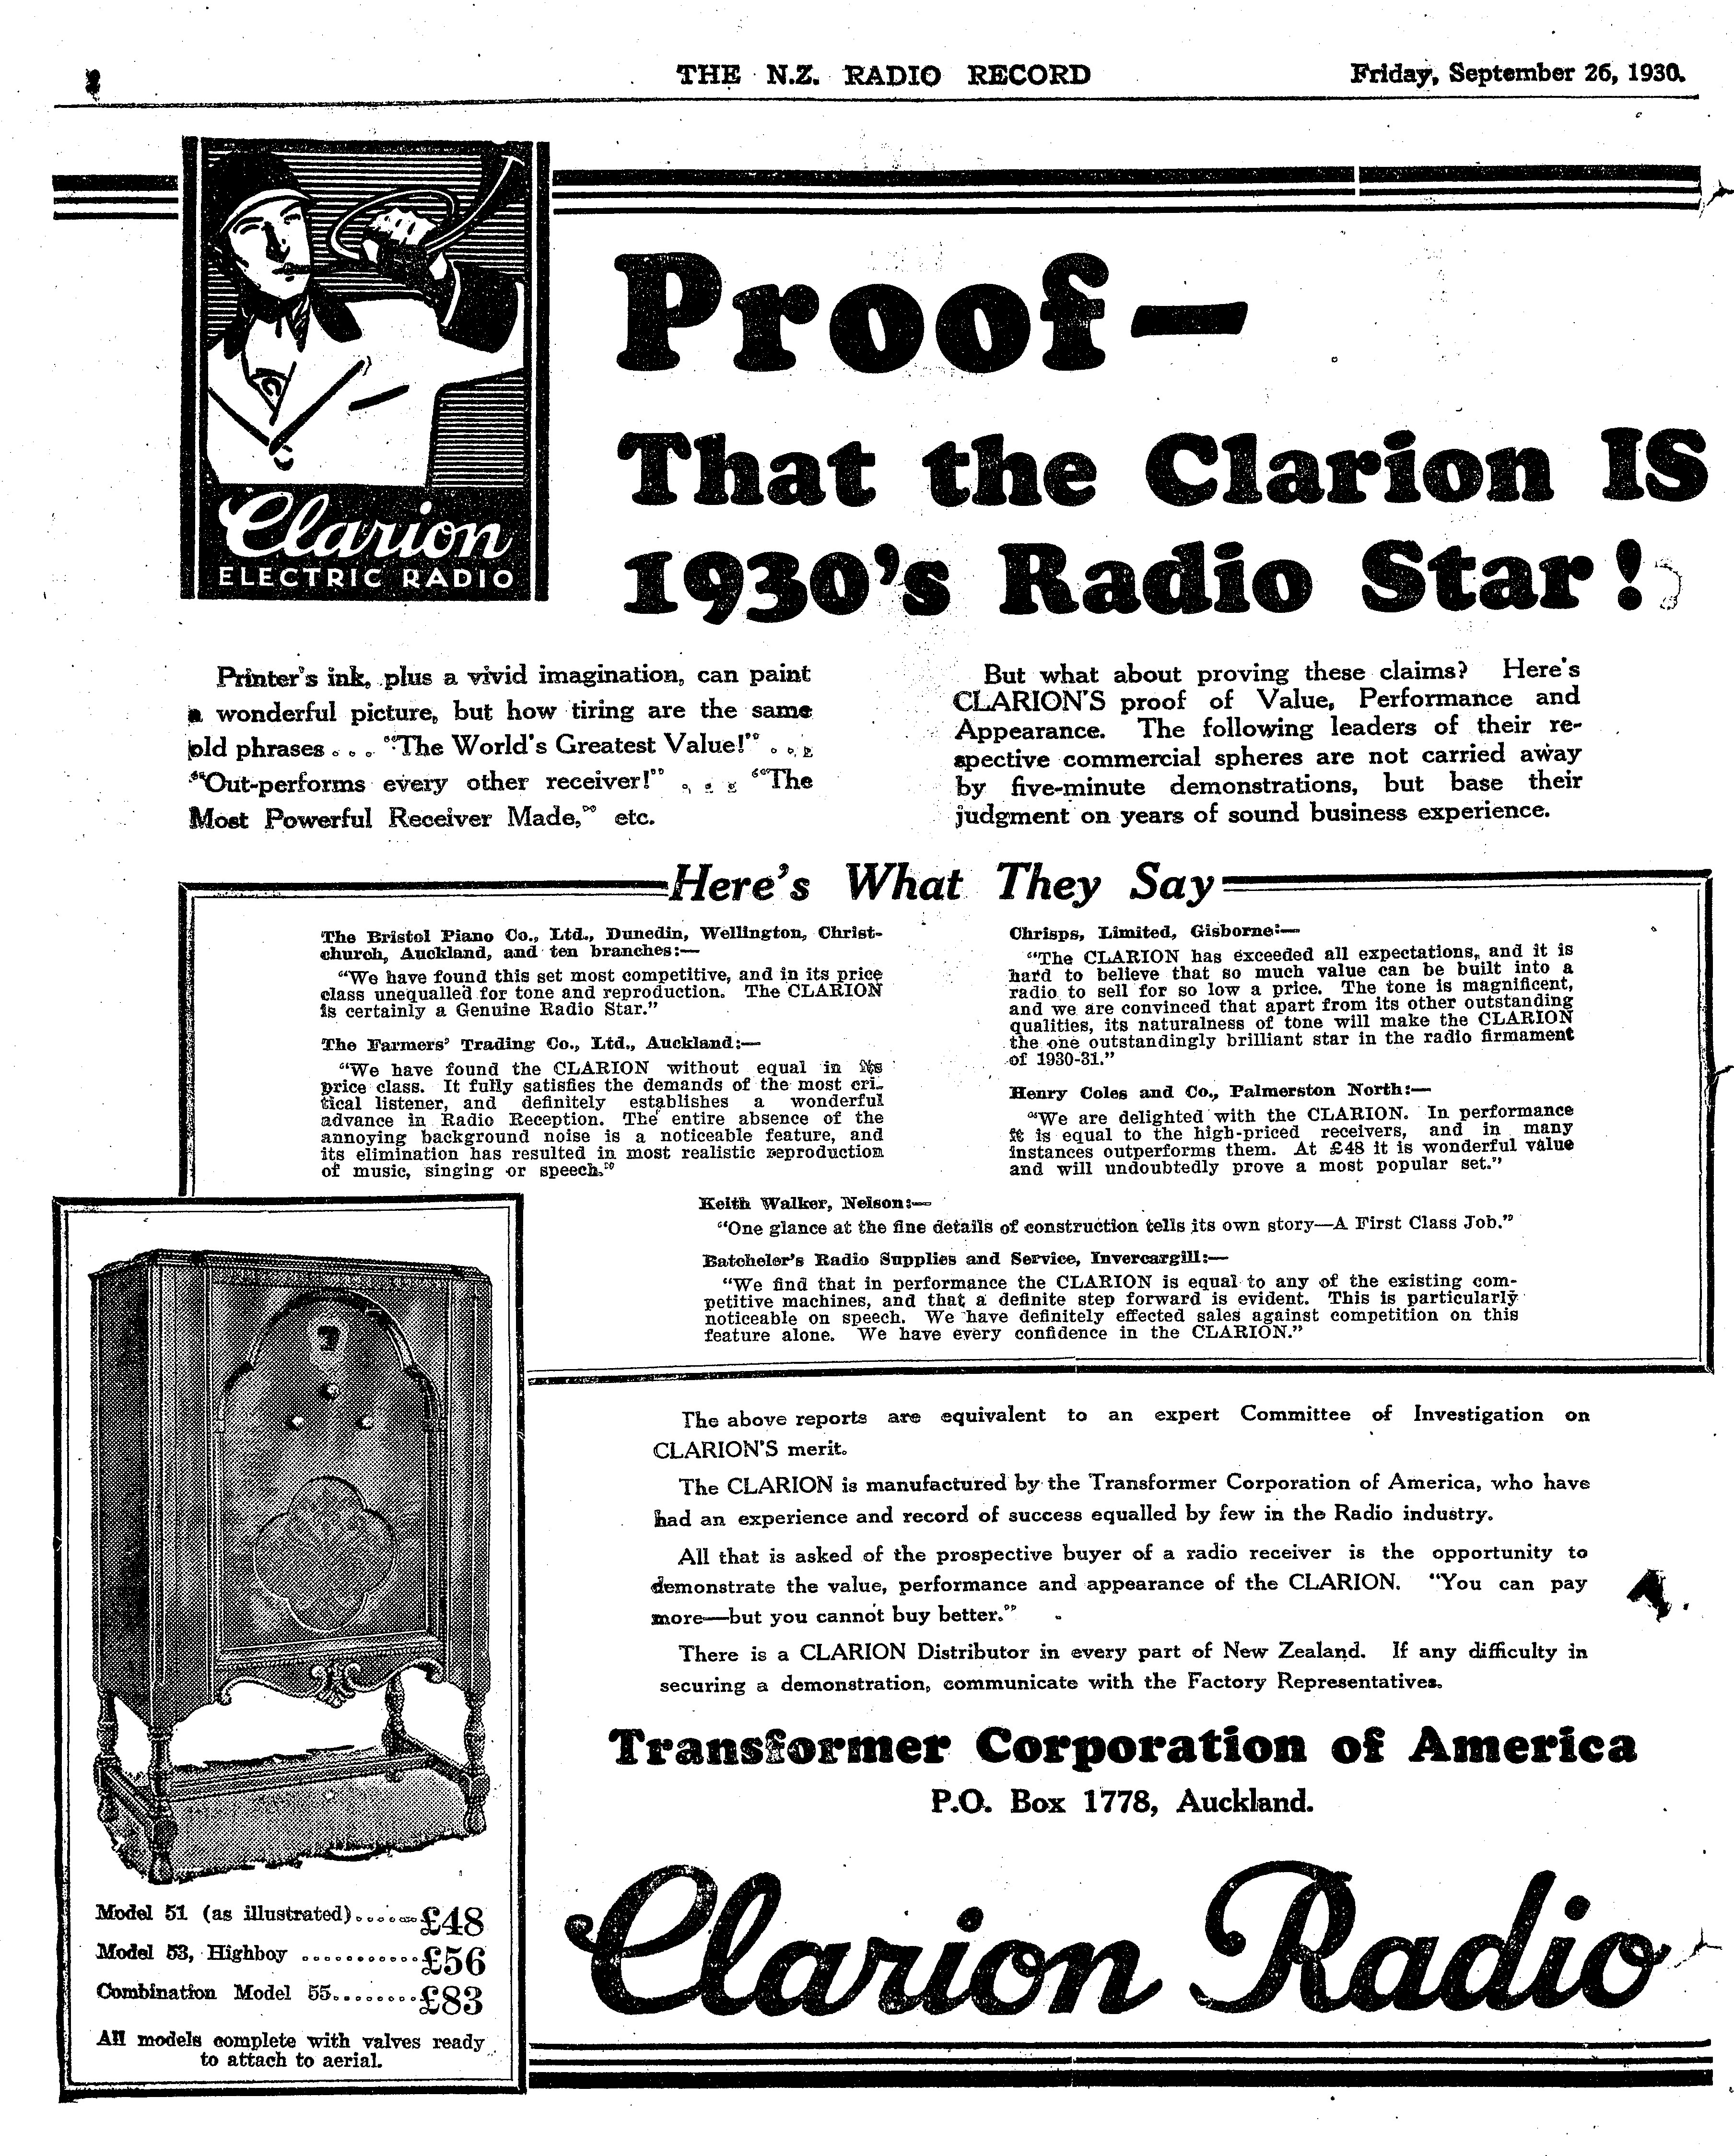 THE N.Z. RADIO RECORD
Friday, September 26, 1930.
Clarion
ELECTRIC RADIO
Proof—
That the Clarion IS
1930's Radio Star!
Printer's ink, plus a vivid imagination, can paint
a wonderful picture, but how tiring are the same
old phrases . . . "The World's Greatest Value!" . . .
"Out-performs every other receiver!" . . . "The
Most Powerful Receiver Made," etc.
But what about proving these claims? Here's
CLARION'S proof of Value, Performance and
Appearance. The following leaders of their re-
spective commercial spheres are not carried away
by five-minute demonstrations, but base their
judgment on years of sound business experience.
Here's What They Say
The Bristol Piano Co., Ltd., Dunedin, Wellington, Christ-
church, Auckland, and ten branches:—
"We have found this set most competitive, and in its price
class unequalled for tone and reproduction. The CLARION
is certainly a Genuine Radio Star."
The Farmers' Trading Co., Ltd., Auckland:—
"We have found the CLARION without equal in its
price class. It fully satisfies the demands of the most cri-
tical listener, and definitely establishes a wonderful
advance in Radio Reception. The entire absence of the
annoying background noise is a noticeable feature, and
its elimination has resulted in most realistic reproduction
of music, singing or speech."
Chrisps, Limited, Gisborne:—
"The CLARION has exceeded all expectations, and it is
hard to believe that so much value can be built into a
radio to sell for so low a price. The tone is magnificent,
and we are convinced that apart from its other outstanding
qualities, its naturalness of tone will make the CLARION
the one outstandingly brilliant star in the radio firmament
of 1930-31."
Henry Coles and Co., Palmerston North:—
"We are delighted with the CLARION. In performance
it is equal to the high-priced receivers, and in many
instances outperforms them. At £48 it is wonderful value
and will undoubtedly prove a most popular set."
Keith Walker, Nelson:—
"One glance at the fine details of construction tells its own story—A First Class Job."
Batcheler's Radio Supplies and Service, Invercargill:—
"We find that in performance the CLARION is equal to any of the existing com-
petitive machines, and that a definite step forward is evident. This is particularly
noticeable on speech. We have definitely effected sales against competition on this
feature alone. We have every confidence in the CLARION."
The above reports are equivalent to an expert Committee of Investigation on
CLARION'S merit.
The CLARION is manufactured by the Transformer Corporation of America, who have
had an experience and record of success equalled by few in the Radio industry.
All that is asked of the prospective buyer of a radio receiver is the opportunity to
demonstrate the value, performance and appearance of the CLARION. "You can pay
more—but you cannot buy better."
There is a CLARION Distributor in every part of New Zealand. If any difficulty in
securing a demonstration, communicate with the Factory Representatives.
Transformer Corporation of America
P.O. Box 1778, Auckland.
Clarion Radio
Model 51 (as illustrated).......£48
Model 53, Highboy ............£56
Combination Model 55.........£83
All models complete with valves ready
to attach to aerial.